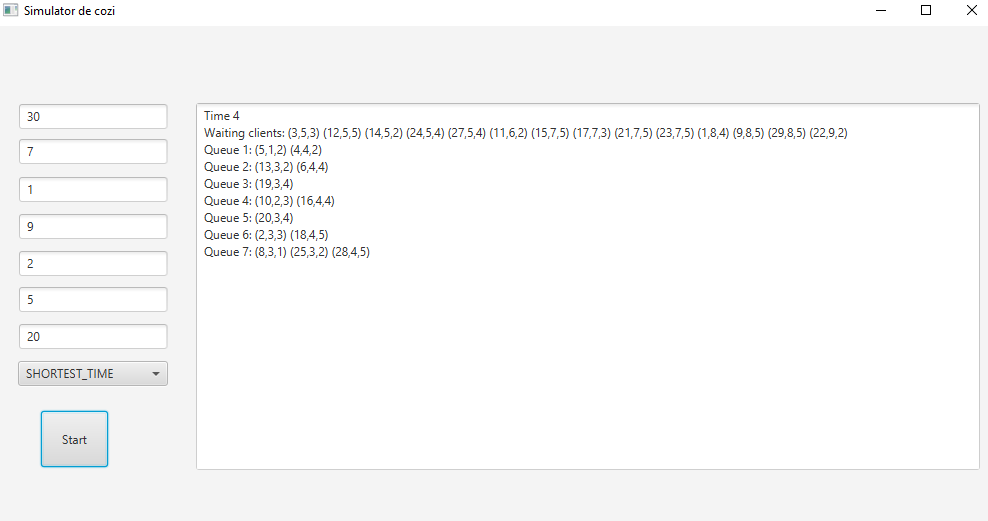 Simulator de cozi
30
7
1
9
2
5
20
SHORTEST_TIME
Start
Time 4
Waiting clients: (3,5,3) (12,5,5) (14,5,2) (24,5,4) (27,5,4) (11,6,2) (15,7,5) (17,7,3) (21,7,5) (23,7,5) (1,8,4) (9,8,5) (29,8,5) (22,9,2)
Queue 1: (5,1,2) (4,4,2)
Queue 2: (13,3,2) (6,4,4)
Queue 3: (19,3,4)
Queue 4: (10,2,3) (16,4,4)
Queue 5: (20,3,4)
Queue 6: (2,3,3) (18,4,5)
Queue 7: (8,3,1) (25,3,2) (28,4,5)